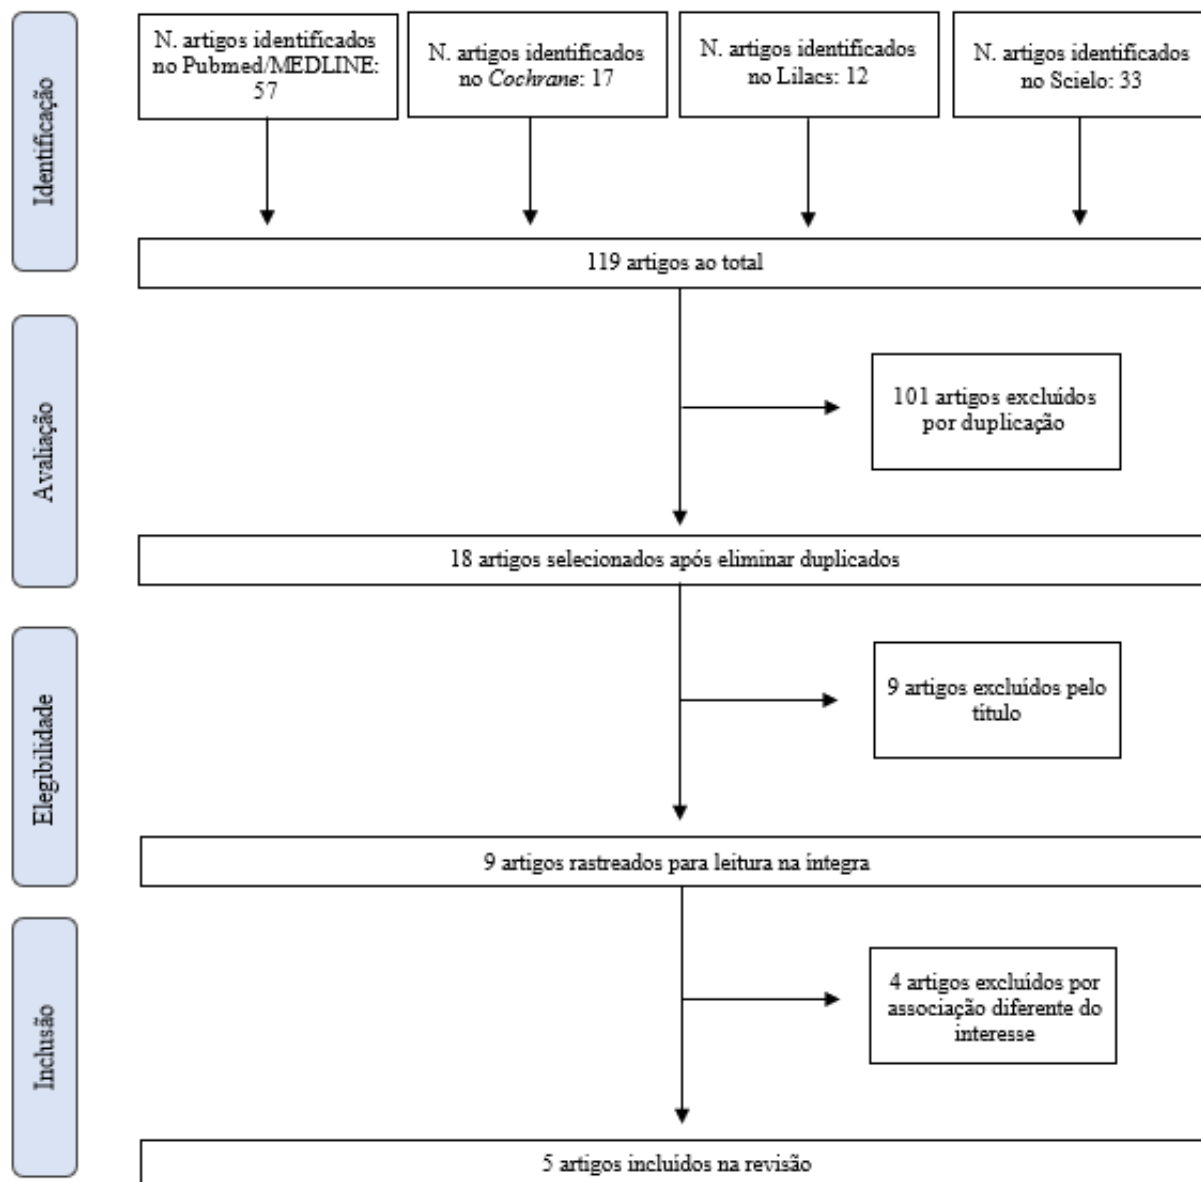 Identificação
N. artigos identificados
no Pubmed/MEDLINE:
57
N. artigos identificados
no Cochrane: 17
N. artigos identificados
no Lilacs: 12
N. artigos identificados
no Scielo: 33
119 artigos ao total
Avaliação
101 artigos excluídos
por duplicação
18 artigos selecionados após eliminar duplicados
Elegibilidade
9 artigos excluídos pelo
título
9 artigos rastreados para leitura na íntegra
Inclusão
4 artigos excluídos por
associação diferente do
interesse
5 artigos incluídos na revisão